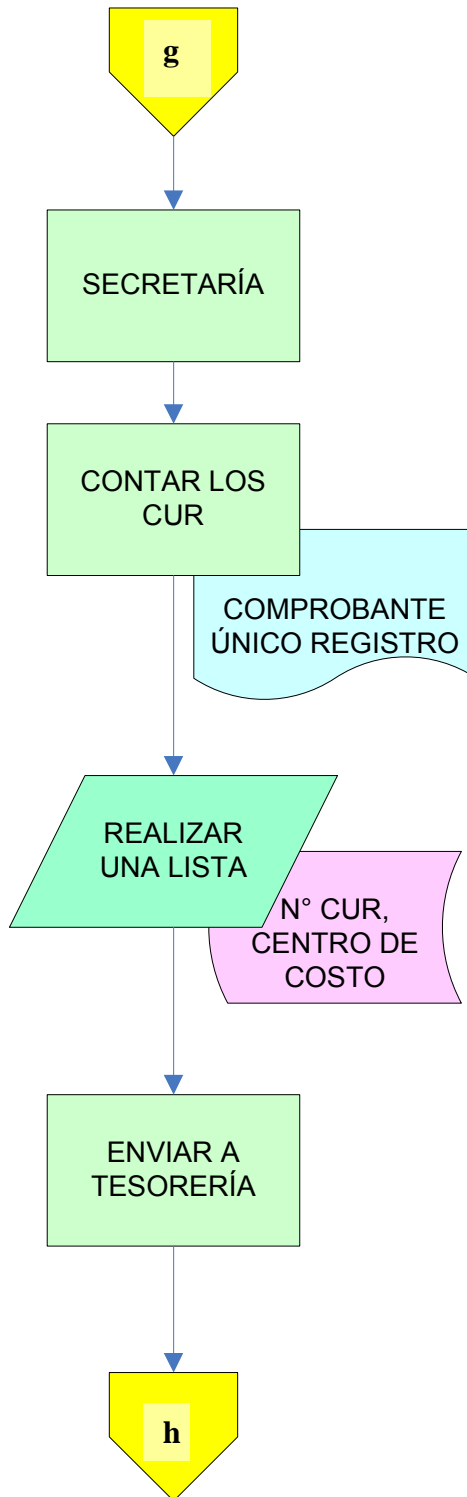 g
SECRETARÍA
CONTAR LOS
CUR
COMPROBANTE
ÚNICO REGISTRO
REALIZAR
UNA LISTA
N° CUR,
CENTRO DE
COSTO
ENVIAR A
TESORERÍA
h